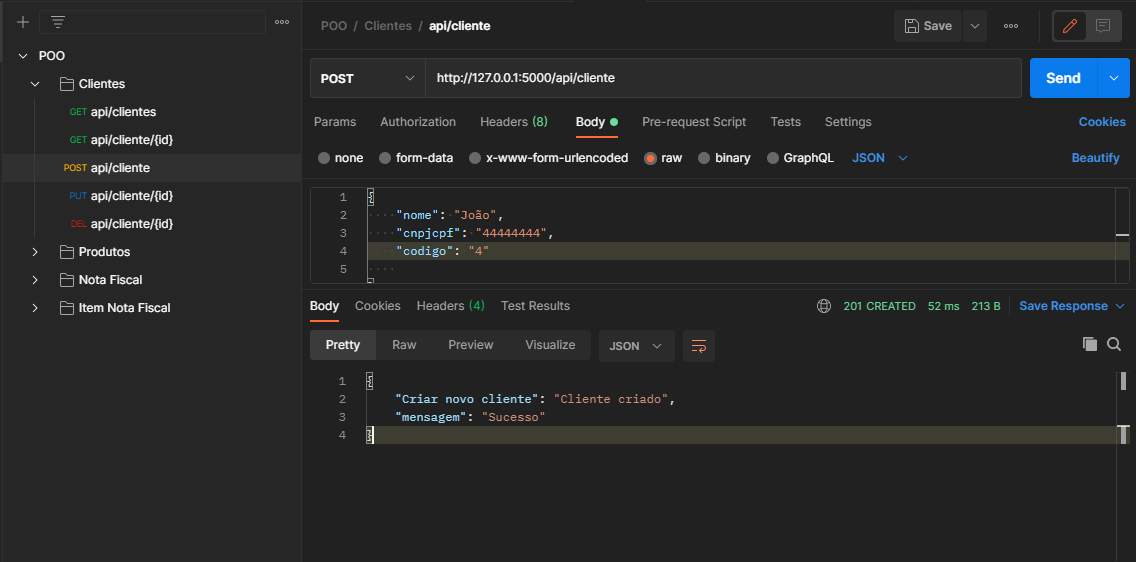 POO / Clientes / api/cliente
Save
POO
Clientes
GET api/clientes
GET api/cliente/{id}
POST api/cliente
PUT api/cliente/{id}
DEL api/cliente/{id}
Produtos
Nota Fiscal
Item Nota Fiscal
POST http://127.0.0.1:5000/api/cliente Send
Params Authorization Headers (8) Body Pre-request Script Tests Settings Cookies
none form-data x-www-form-urlencoded raw binary GraphQL JSON Beautify
1 {
2 "nome": "João",
3 "cnpjcpf": "44444444",
4 "codigo": "4"
5
Body Cookies Headers (4) Test Results 201 CREATED 52 ms 213 B Save Response
Pretty Raw Preview Visualize JSON
1 {
2 "Criar novo cliente": "Cliente criado",
3 "mensagem": "Sucesso"
4 }